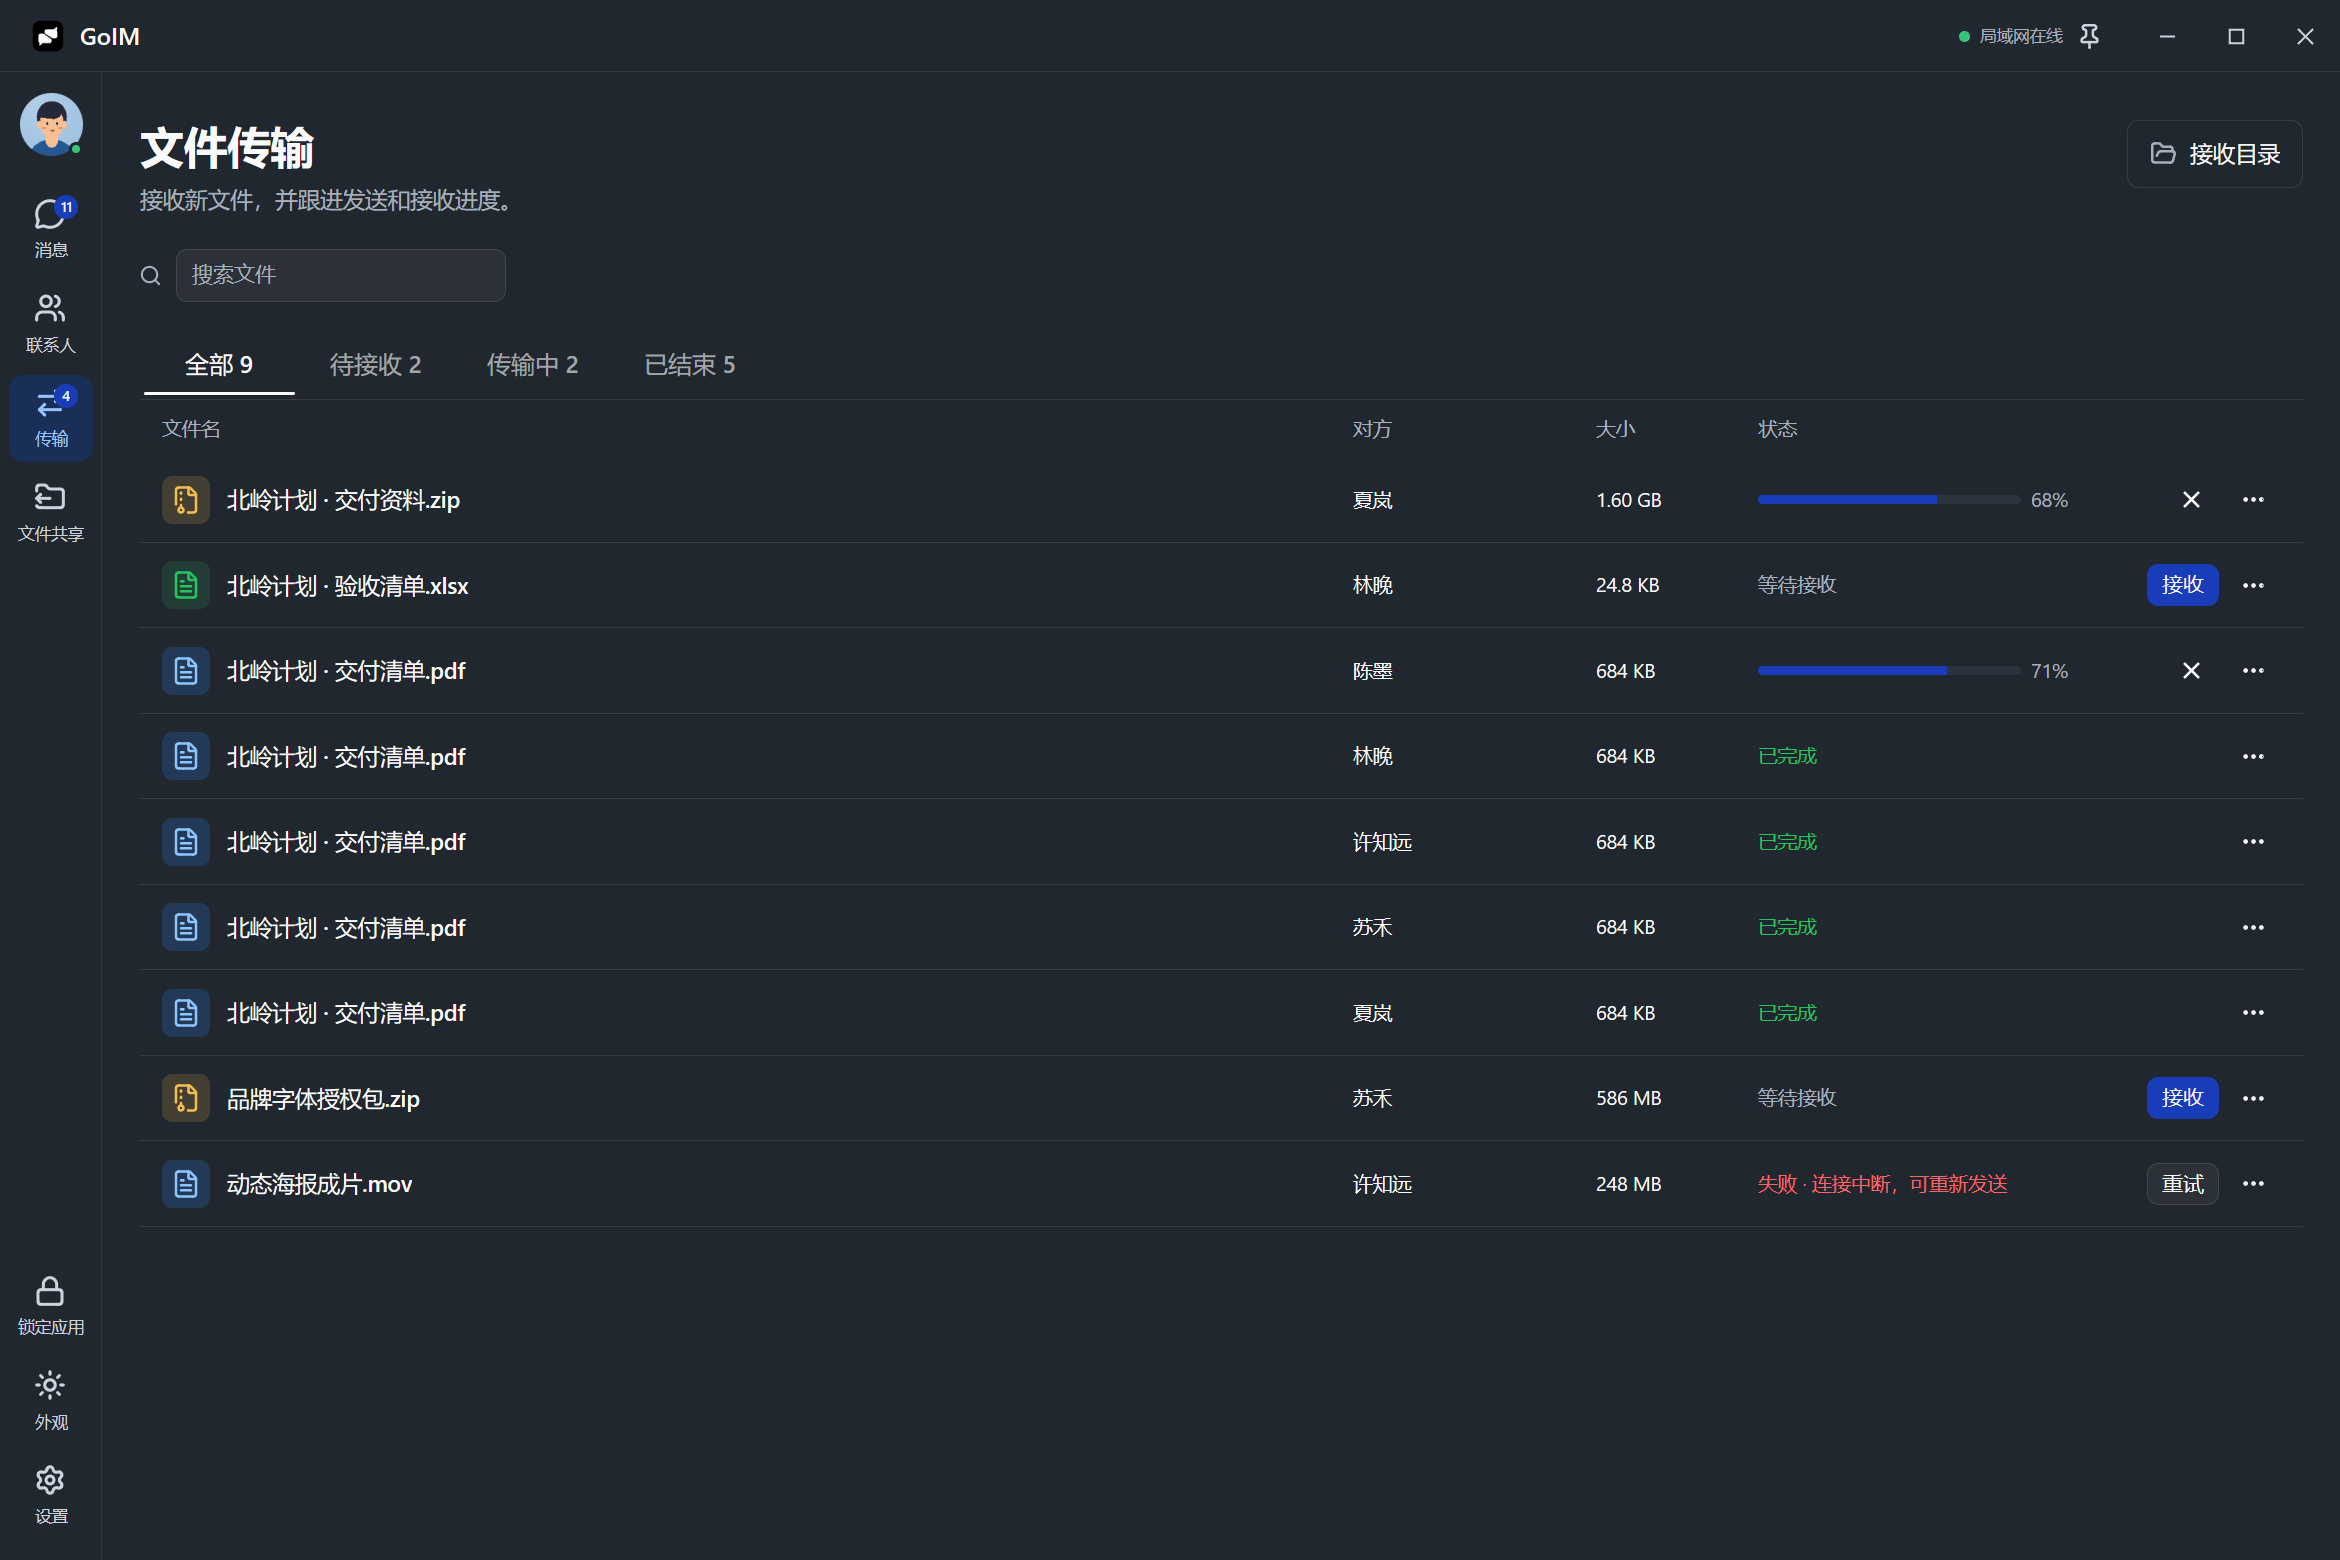 GoIM
局域网在线
11
消息
联系人
4
传输
文件共享
锁定应用
外观
设置
文件传输
接收新文件，并跟进发送和接收进度。
接收目录
搜索文件
全部 9 待接收 2 传输中 2 已结束 5
文件名 对方 大小 状态
北岭计划 · 交付资料.zip 夏岚 1.60 GB 68%
北岭计划 · 验收清单.xlsx 林晚 24.8 KB 等待接收 接收
北岭计划 · 交付清单.pdf 陈墨 684 KB 71%
北岭计划 · 交付清单.pdf 林晚 684 KB 已完成
北岭计划 · 交付清单.pdf 许知远 684 KB 已完成
北岭计划 · 交付清单.pdf 苏禾 684 KB 已完成
北岭计划 · 交付清单.pdf 夏岚 684 KB 已完成
品牌字体授权包.zip 苏禾 586 MB 等待接收 接收
动态海报成片.mov 许知远 248 MB 失败 · 连接中断，可重新发送 重试